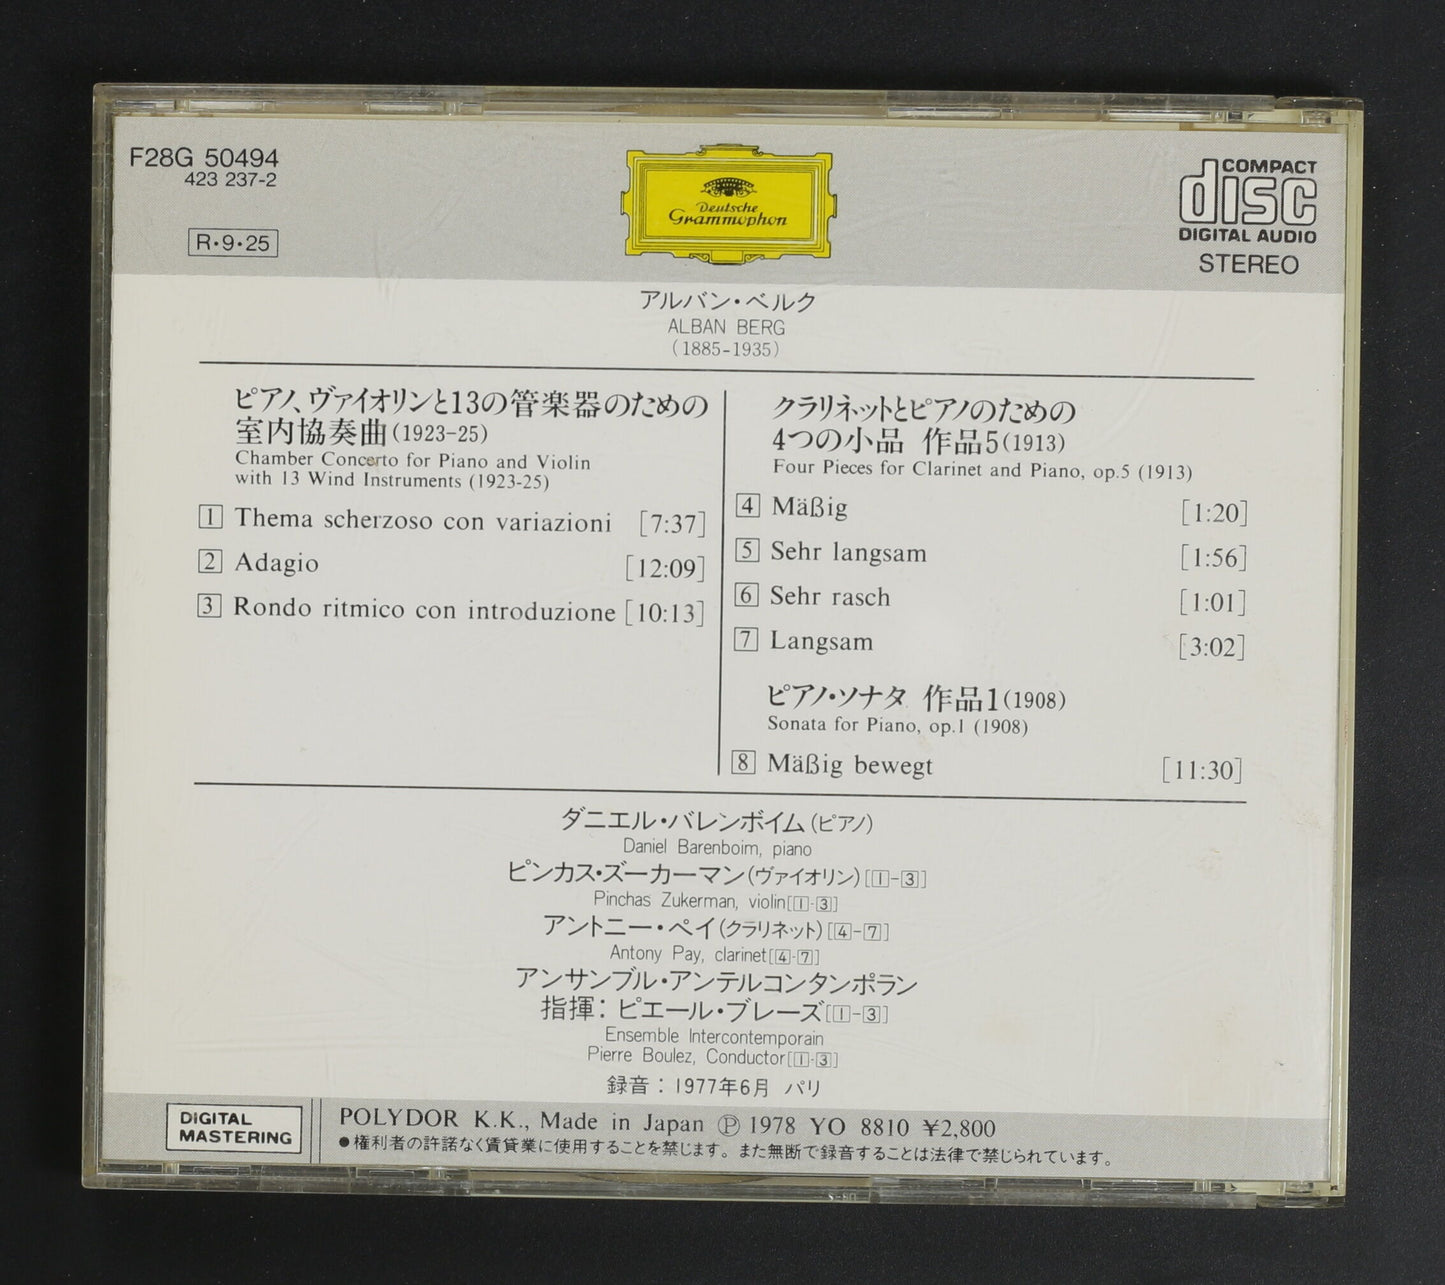 F28G 50494
423 237-2
R・9・25
Deutsche
Grammophon
COMPACT
disc
DIGITAL AUDIO
STEREO
アルバン・ベルク
ALBAN BERG
(1885-1935)
ピアノ、ヴァイオリンと13の管楽器のための
室内協奏曲(1923-25)
Chamber Concerto for Piano and Violin
with 13 Wind Instruments (1923-25)
1 Thema scherzoso con variazioni [7:37]
2 Adagio [12:09]
3 Rondo ritmico con introduzione [10:13]
クラリネットとピアノのための
4つの小品 作品5(1913)
Four Pieces for Clarinet and Piano, op.5 (1913)
4 Mäßig [1:20]
5 Sehr langsam [1:56]
6 Sehr rasch [1:01]
7 Langsam [3:02]
ピアノ・ソナタ 作品1(1908)
Sonata for Piano, op.1 (1908)
8 Mäßig bewegt [11:30]
ダニエル・バレンボイム(ピアノ)
Daniel Barenboim, piano
ピンカス・ズーカーマン(ヴァイオリン)[1-3]
Pinchas Zukerman, violin[1-3]
アントニー・ペイ(クラリネット)[4-7]
Antony Pay, clarinet[4-7]
アンサンブル・アンテルコンタンポラン
指揮：ピエール・ブレーズ[1-3]
Ensemble Intercontemporain
Pierre Boulez, Conductor[1-3]
録音：1977年6月 パリ
DIGITAL
MASTERING
POLYDOR K.K., Made in Japan Ⓟ 1978 YO 8810 ¥2,800
●権利者の許諾なく賃貸業に使用することを禁じます。また無断で録音することは法律で禁じられています。